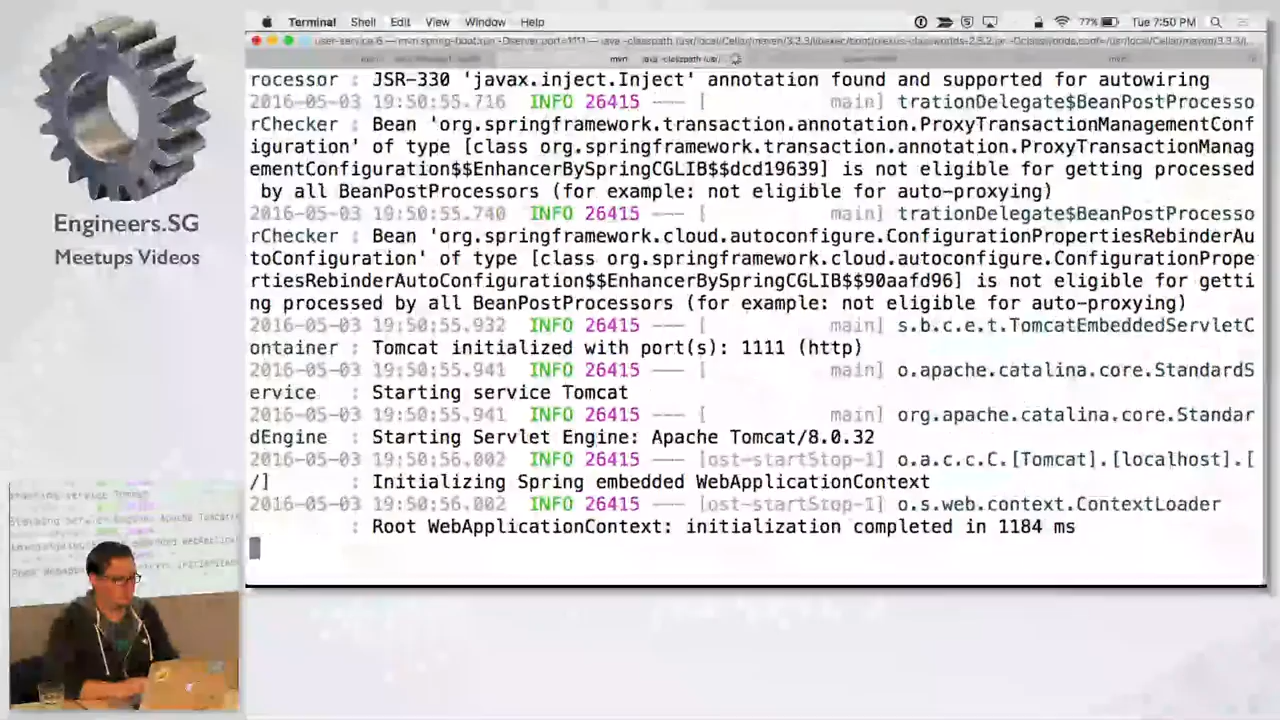 Terminal Shell Edit View Window Help
77% Tue 7:50 PM
Engineers.SG
Meetups Videos
rocessor : JSR-330 'javax.inject.Inject' annotation found and supported for autowiring
2016-05-03 19:50:55.716 INFO 26415 --- [ main] trationDelegate$BeanPostProcesso
rChecker : Bean 'org.springframework.transaction.annotation.ProxyTransactionManagementConf
iguration' of type [class org.springframework.transaction.annotation.ProxyTransactionManag
ementConfiguration$$EnhancerBySpringCGLIB$$dcd19639] is not eligible for getting processed
by all BeanPostProcessors (for example: not eligible for auto-proxying)
2016-05-03 19:50:55.740 INFO 26415 --- [ main] trationDelegate$BeanPostProcesso
rChecker : Bean 'org.springframework.cloud.autoconfigure.ConfigurationPropertiesRebinderAu
toConfiguration' of type [class org.springframework.cloud.autoconfigure.ConfigurationPrope
rtiesRebinderAutoConfiguration$$EnhancerBySpringCGLIB$$90aafd96] is not eligible for getti
ng processed by all BeanPostProcessors (for example: not eligible for auto-proxying)
2016-05-03 19:50:55.932 INFO 26415 --- [ main] s.b.c.e.t.TomcatEmbeddedServletC
ontainer : Tomcat initialized with port(s): 1111 (http)
2016-05-03 19:50:55.941 INFO 26415 --- [ main] o.apache.catalina.core.StandardS
ervice : Starting service Tomcat
2016-05-03 19:50:55.941 INFO 26415 --- [ main] org.apache.catalina.core.Standar
dEngine : Starting Servlet Engine: Apache Tomcat/8.0.32
2016-05-03 19:50:56.002 INFO 26415 --- [ost-startStop-1] o.a.c.c.C.[Tomcat].[localhost].[
/] : Initializing Spring embedded WebApplicationContext
2016-05-03 19:50:56.002 INFO 26415 --- [ost-startStop-1] o.s.web.context.ContextLoader
: Root WebApplicationContext: initialization completed in 1184 ms